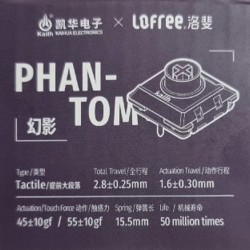 Kailh 凯华电子 KAIHUA ELECTRONICS × LOFREE 洛斐
PHAN-
TOM
幻影
Type /类型 Total Travel /全行程 Actuation Travel /动作行程
Tactile/提前大段落 2.8±0.25mm 1.6±0.30mm
Actuation/Touch Force 动作 /触感力 Spring /弹簧长 Life / 机械寿命
45±10gf / 55±10gf 15.5mm 50 million times